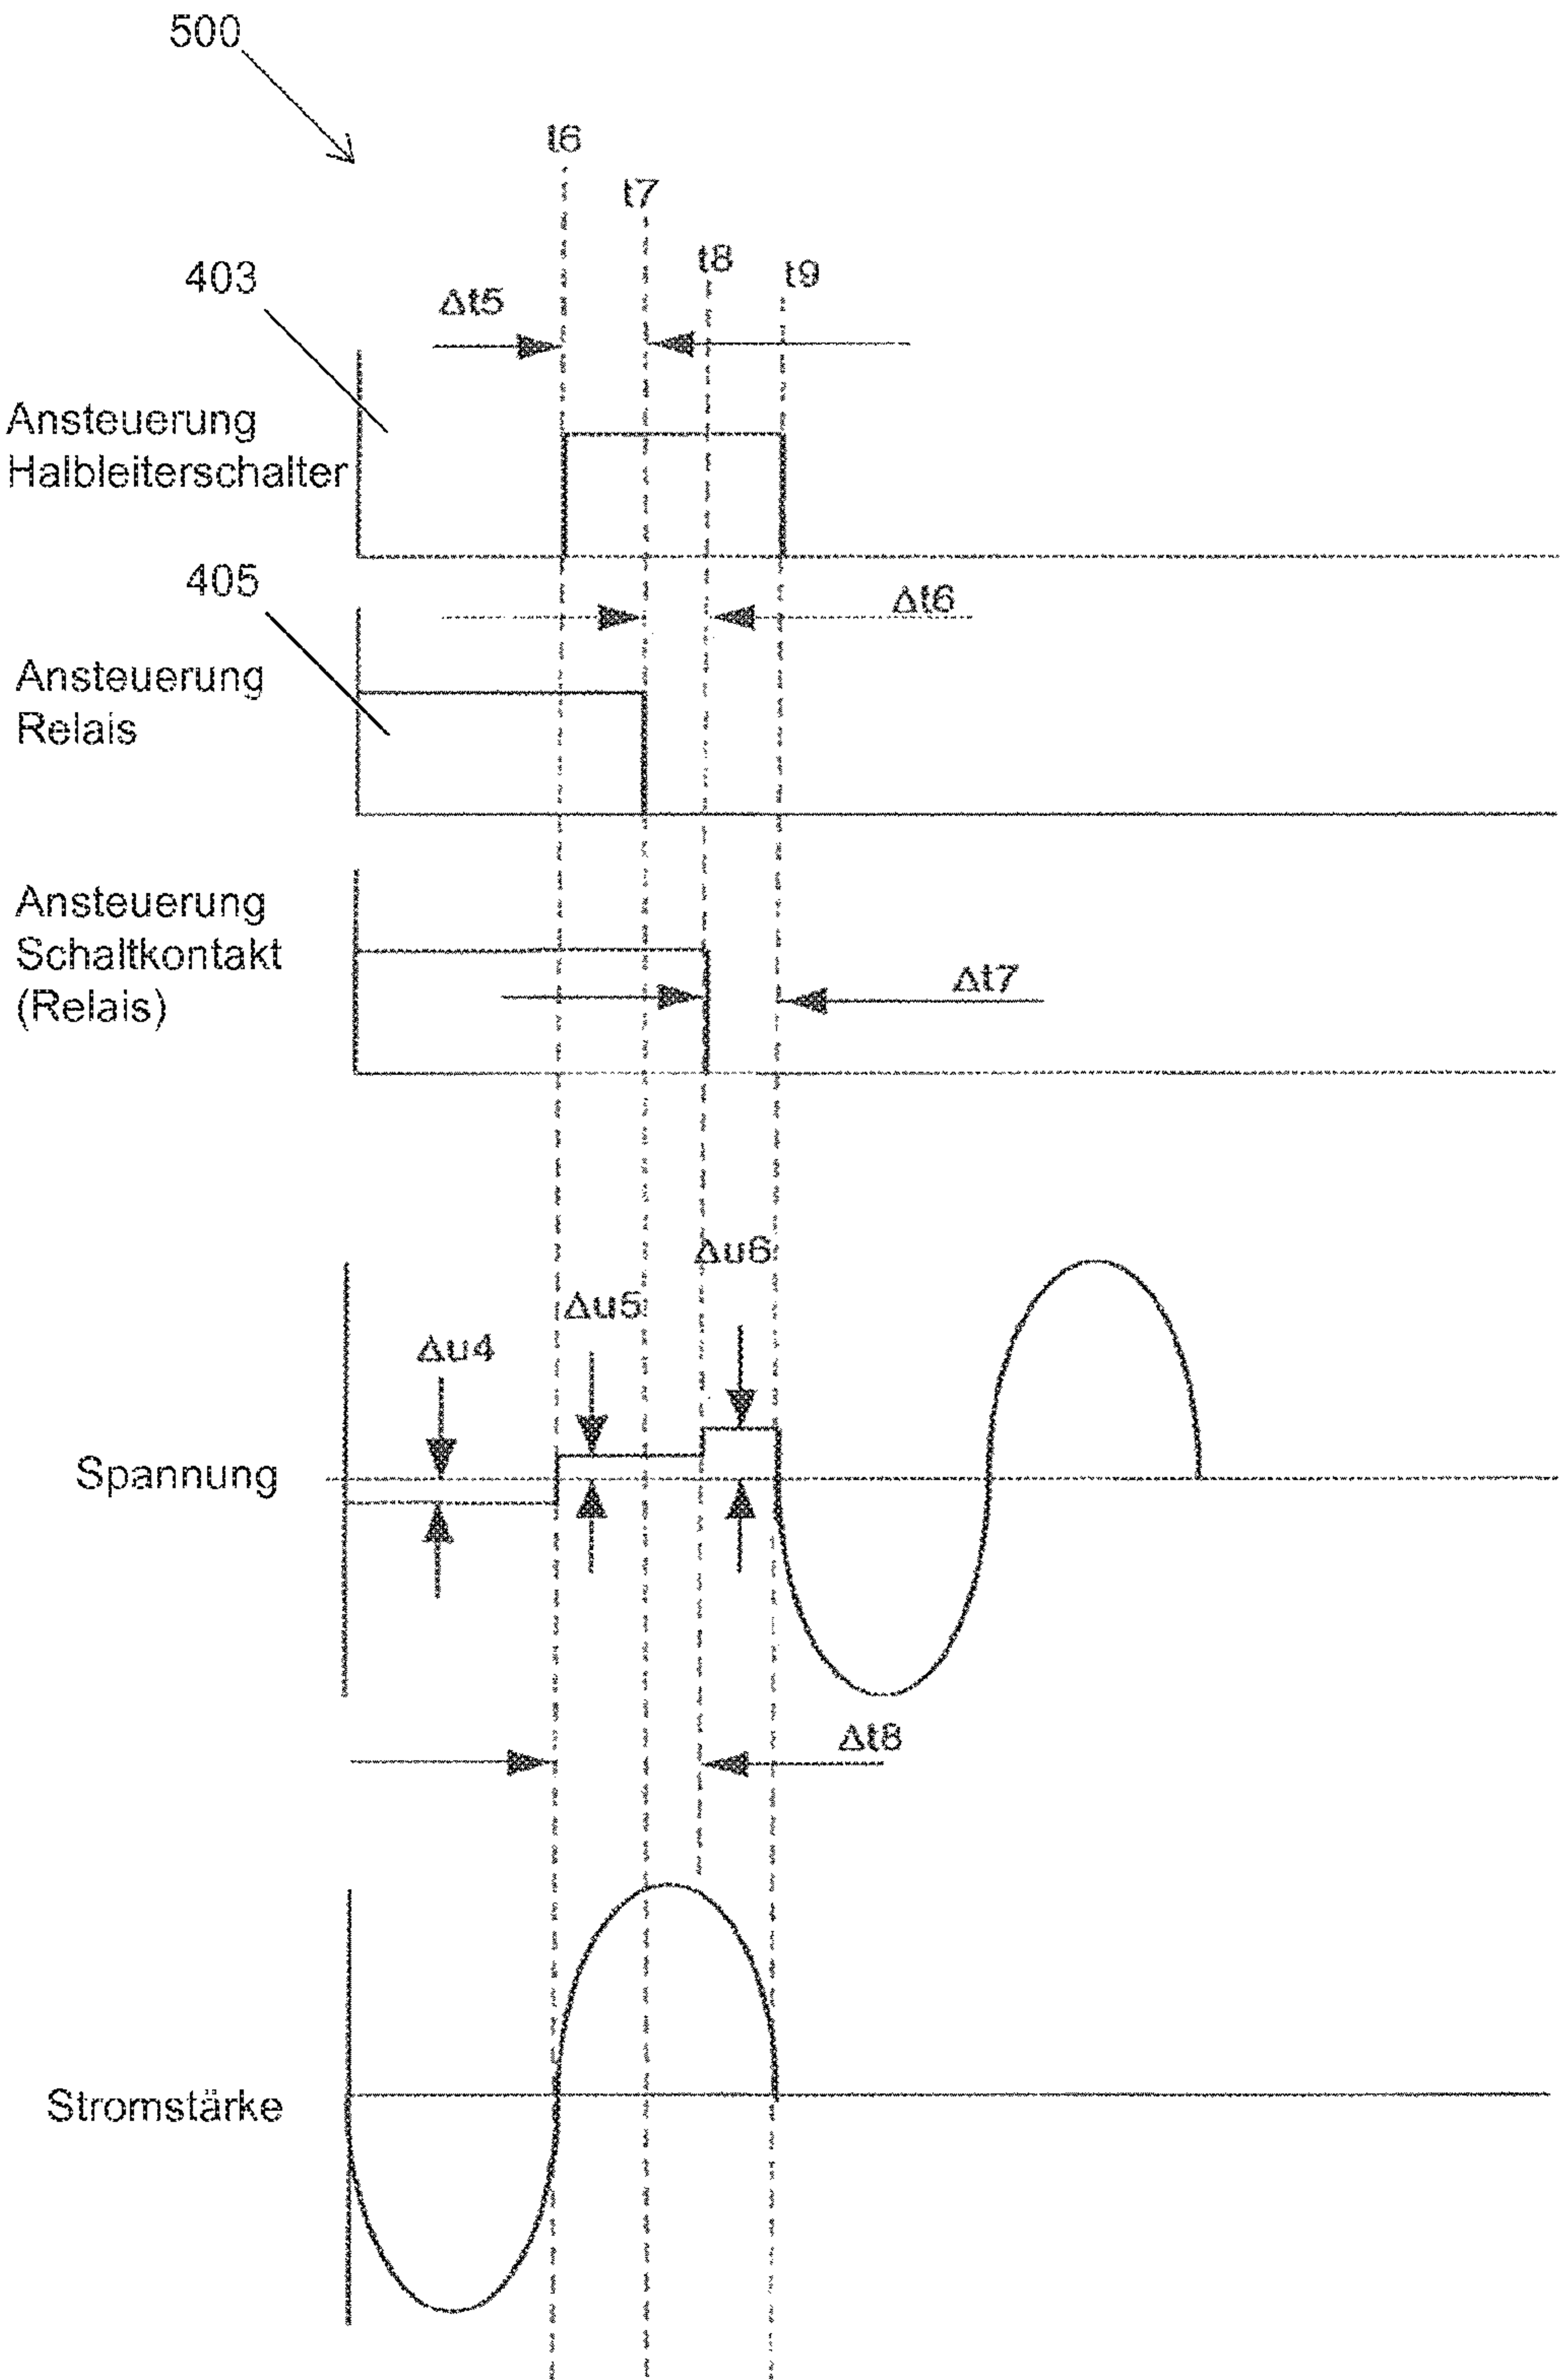 500
t6
t7
t8
t9
403
Δt5
Ansteuerung
Halbleiterschalter
405
Δt6
Ansteuerung
Relais
Ansteuerung
Schaltkontakt
(Relais)
Δt7
Δu6
Δu5
Δu4
Spannung
Δt8
Stromstärke